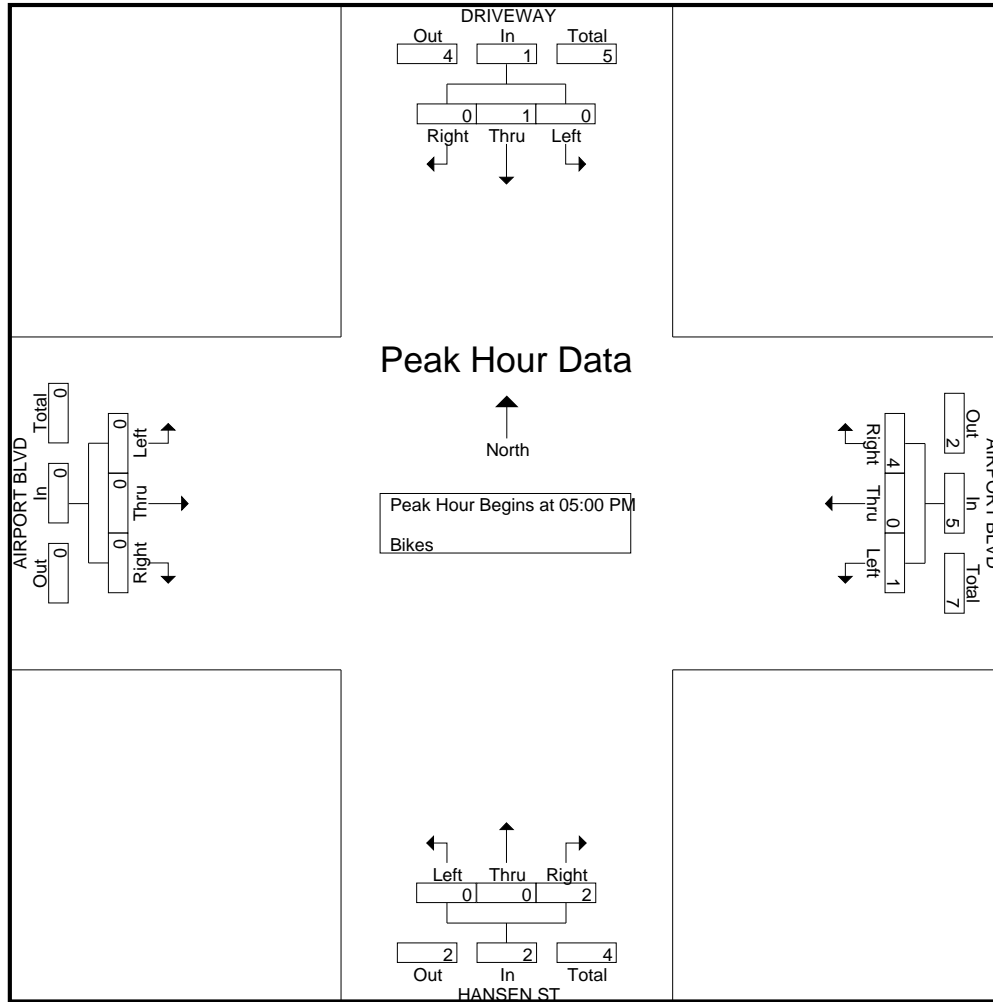 DRIVEWAY
Out In Total
4 1 5
0 1 0
Right Thru Left
Peak Hour Data
North
Peak Hour Begins at 05:00 PM
Bikes
AIRPORT BLVD
Total In Out
0 0 0
0 0 0
Left Thru Right
Right Thru Left
4 0 1
2 5 7
Out In Total
AIRPORT BLVD
Left Thru Right
0 0 2
2 2 4
Out In Total
HANSEN ST